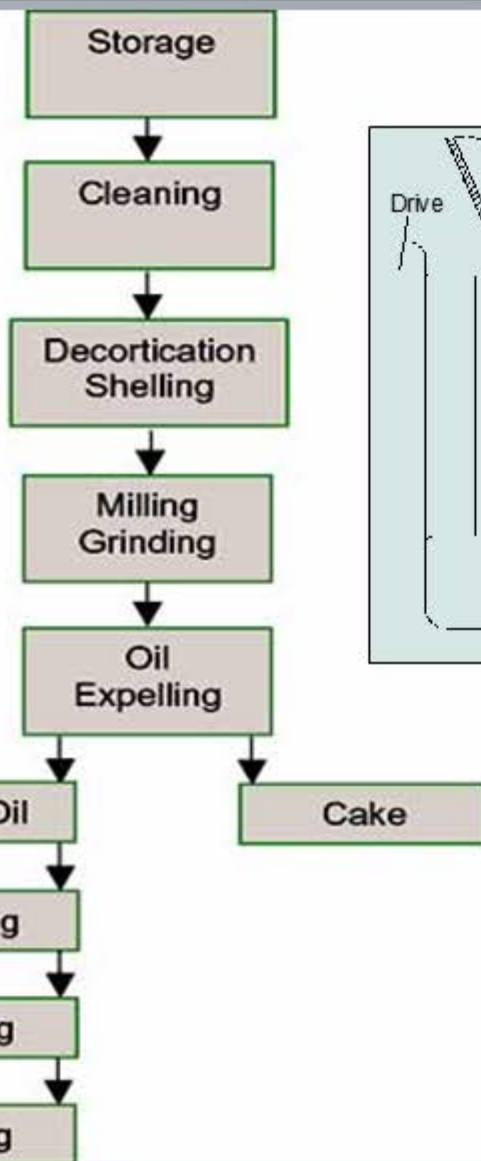 Storage
Cleaning
Drive
Decortication
Shelling
Milling
Grinding
Oil
Expelling
Oil
Cake
g
g
g